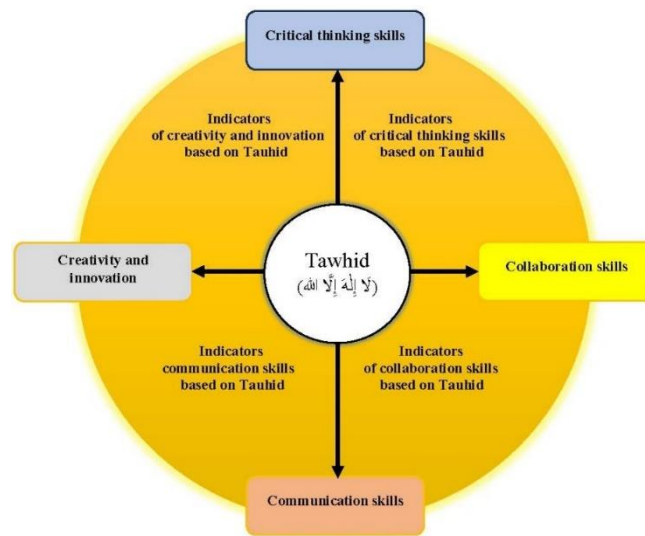 Critical thinking skills
Indicators
of creativity and innovation
based on Tauhid
Indicators
of critical thinking skills
based on Tauhid
Creativity and
innovation
Tawhid
(لَا إِلٰهَ إِلَّا الله)
Collaboration skills
Indicators
communication skills
based on Tauhid
Indicators
of collaboration skills
based on Tauhid
Communication skills